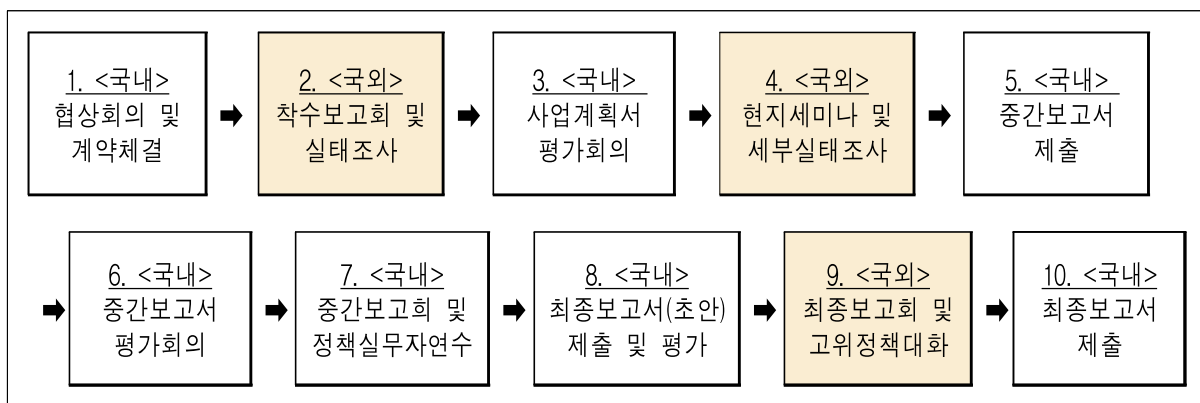 1. <국내>
협상회의 및
계약체결
2. <국외>
착수보고회 및
실태조사
3. <국내>
사업계획서
평가회의
4. <국외>
현지세미나 및
세부실태조사
5. <국내>
중간보고서
제출
6. <국내>
중간보고서
평가회의
7. <국내>
중간보고희 및
정책실무자연수
8. <국내>
최종보고서(초안)
제출 및 평가
9. <국외>
최종보고회 및
고위정책대화
10. <국내>
최종보고서
제출